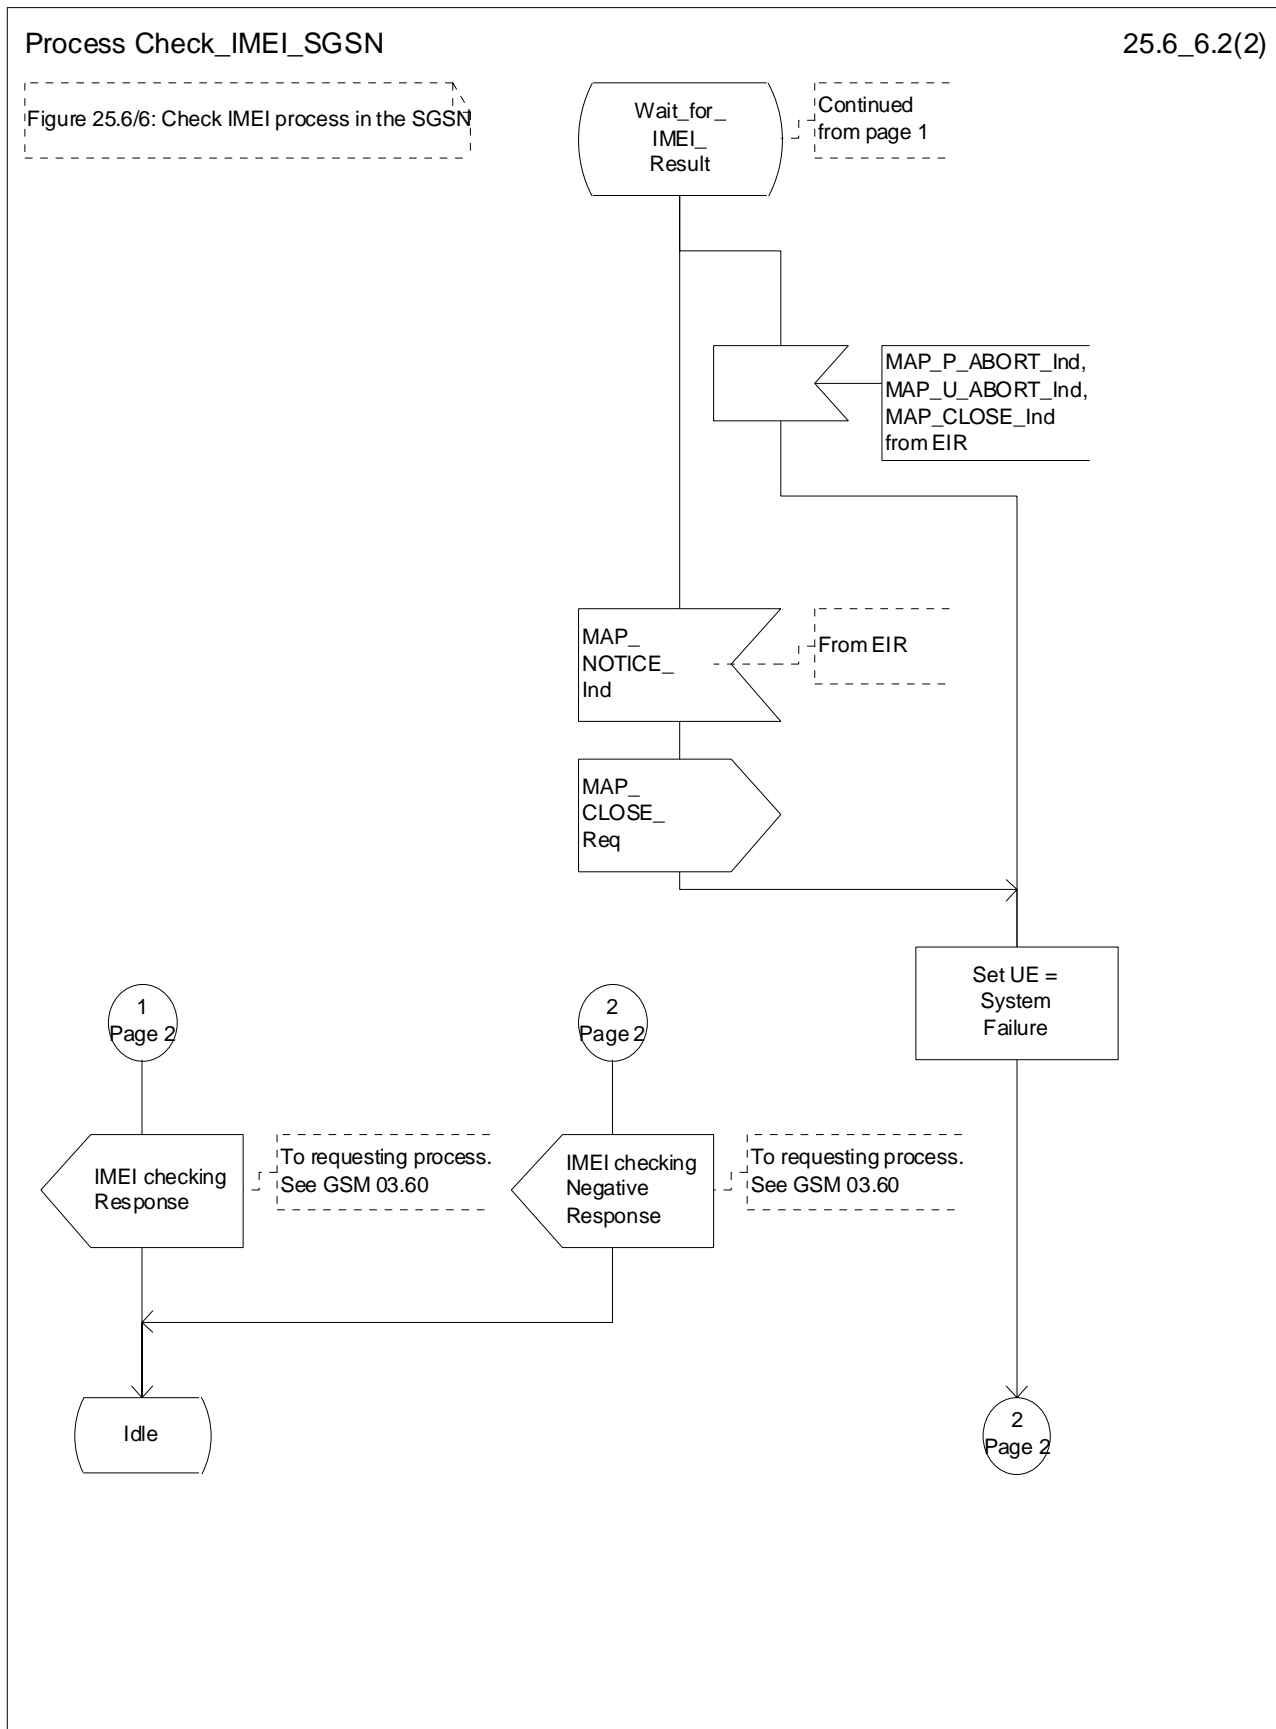 Process Check_IMEI_SGSN
25.6_6.2(2)
Figure 25.6/6: Check IMEI process in the SGSN
Wait_for_
IMEI_
Result
Continued
from page 1
MAP_P_ABORT_Ind,
MAP_U_ABORT_Ind,
MAP_CLOSE_Ind
from EIR
MAP_
NOTICE_
Ind
From EIR
MAP_
CLOSE_
Req
Set UE =
System
Failure
1
Page 2
2
Page 2
IMEI checking
Response
To requesting process.
See GSM 03.60
IMEI checking
Negative
Response
To requesting process.
See GSM 03.60
Idle
2
Page 2